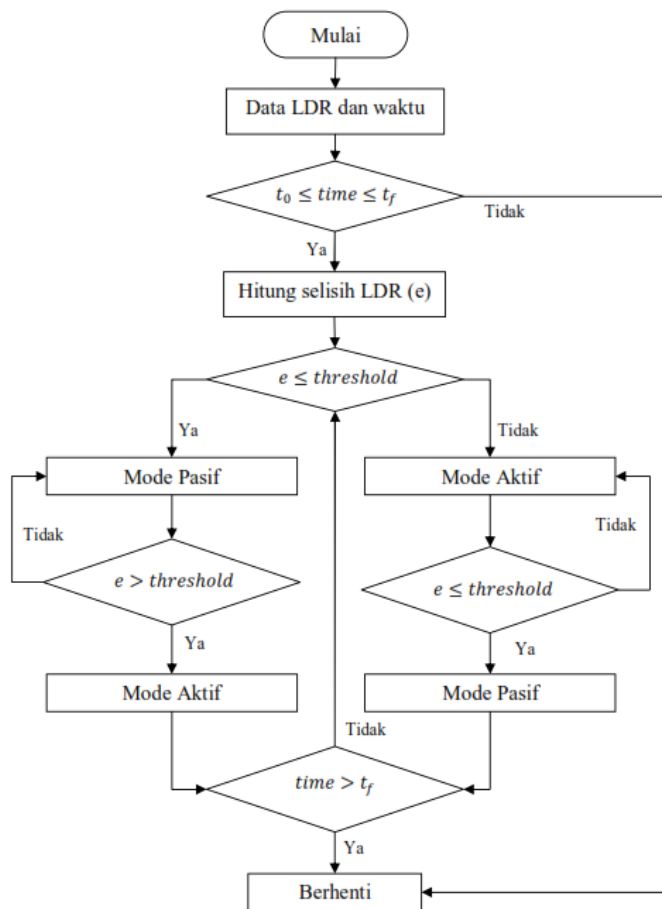 Mulai
Data LDR dan waktu
t₀ ≤ time ≤ t_f
Tidak
Ya
Hitung selisih LDR (e)
e ≤ threshold
Ya
Tidak
Mode Pasif
Mode Aktif
Tidak
Tidak
e > threshold
e ≤ threshold
Ya
Ya
Mode Aktif
Mode Pasif
Tidak
time > t_f
Ya
Berhenti